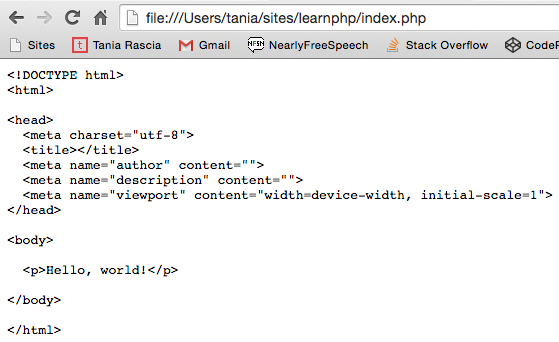 file:///Users/tania/sites/learnphp/index.php
Sites t Tania Rascia Gmail NFSN NearlyFreeSpeech Stack Overflow CodeP
<!DOCTYPE html>
<html>
<head>
<meta charset="utf-8">
<title></title>
<meta name="author" content="">
<meta name="description" content="">
<meta name="viewport" content="width=device-width, initial-scale=1">
</head>
<body>
<p>Hello, world!</p>
</body>
</html>